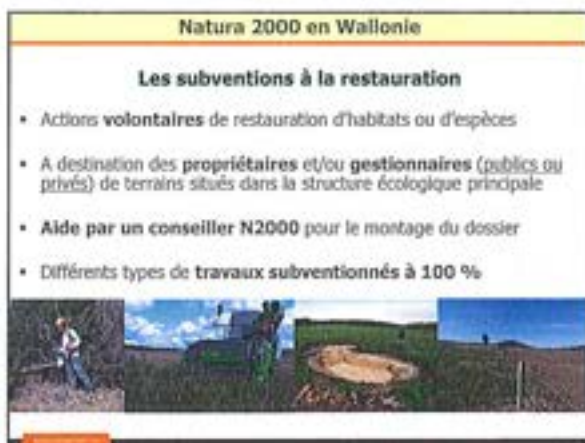 Natura 2000 en Wallonie
Les subventions à la restauration
• Actions volontaires de restauration d'habitats ou d'espèces
• A destination des propriétaires et/ou gestionnaires (publics ou
privés) de terrains situés dans la structure écologique principale
• Aide par un conseiller N2000 pour le montage du dossier
• Différents types de travaux subventionnés à 100 %